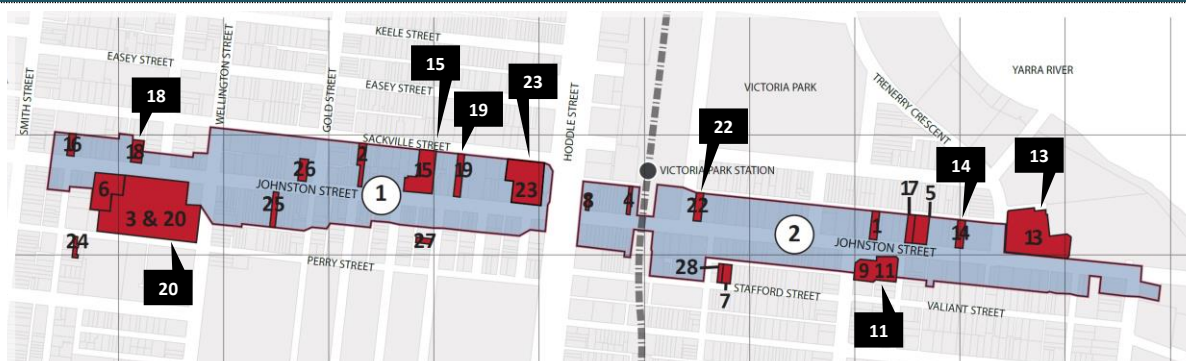 KEELE STREET
EASEY STREET
EASEY STREET
SMITH STREET
WELLINGTON STREET
GOLD STREET
SACKVILLE STREET
HODDLE STREET
VICTORIA PARK
TRENERRY CRESCENT
YARRA RIVER
VICTORIA PARK STATION
15
18
19
23
22
14
13
16
18
26
2
15
19
23
JOHNSTON STREET
1
6
3 & 20
25
24
27
PERRY STREET
20
8
4
22
17
5
1
14
13
2
JOHNSTON STREET
28
7
9
11
STAFFORD STREET
VALIANT STREET
11